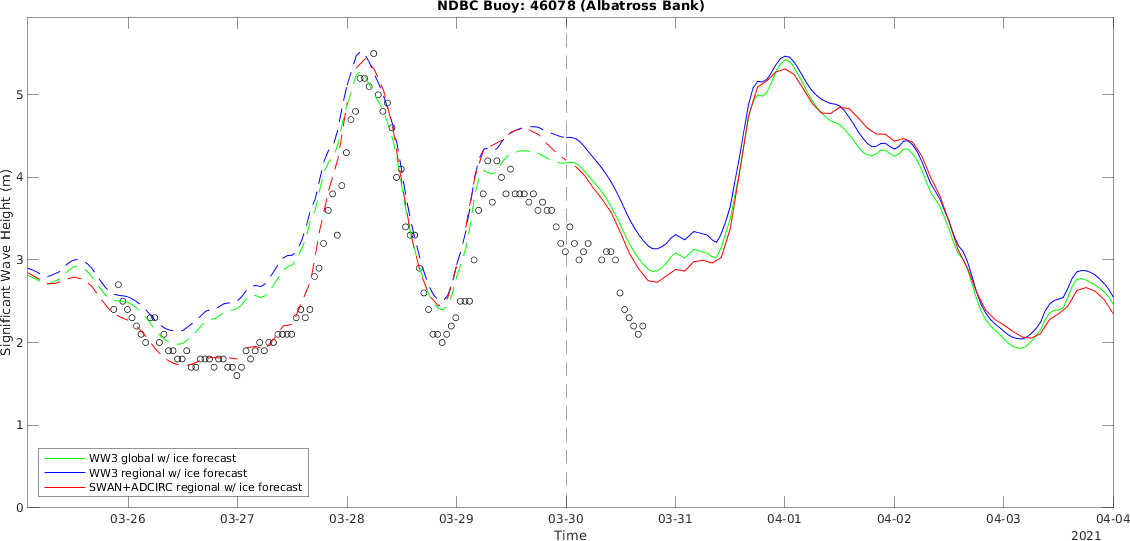 NDBC Buoy: 46078 (Albatross Bank)
Significant Wave Height (m)
5
4
3
2
1
0
WW3 global w/ ice forecast
WW3 regional w/ ice forecast
SWAN+ADCIRC regional w/ ice forecast
03-26 03-27 03-28 03-29 03-30 03-31 04-01 04-02 04-03 04-04
Time
2021